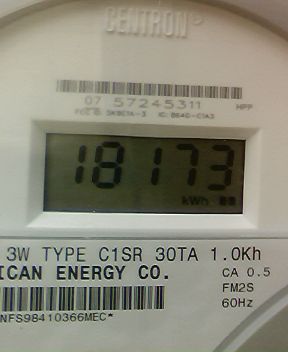 CENTRON
07 57245311 HPP
18173
kWh
3W TYPE C1SR 30TA 1.0Kh
ICAN ENERGY CO.
CA 0.5
FM2S
60Hz
NFS98410366MEC*